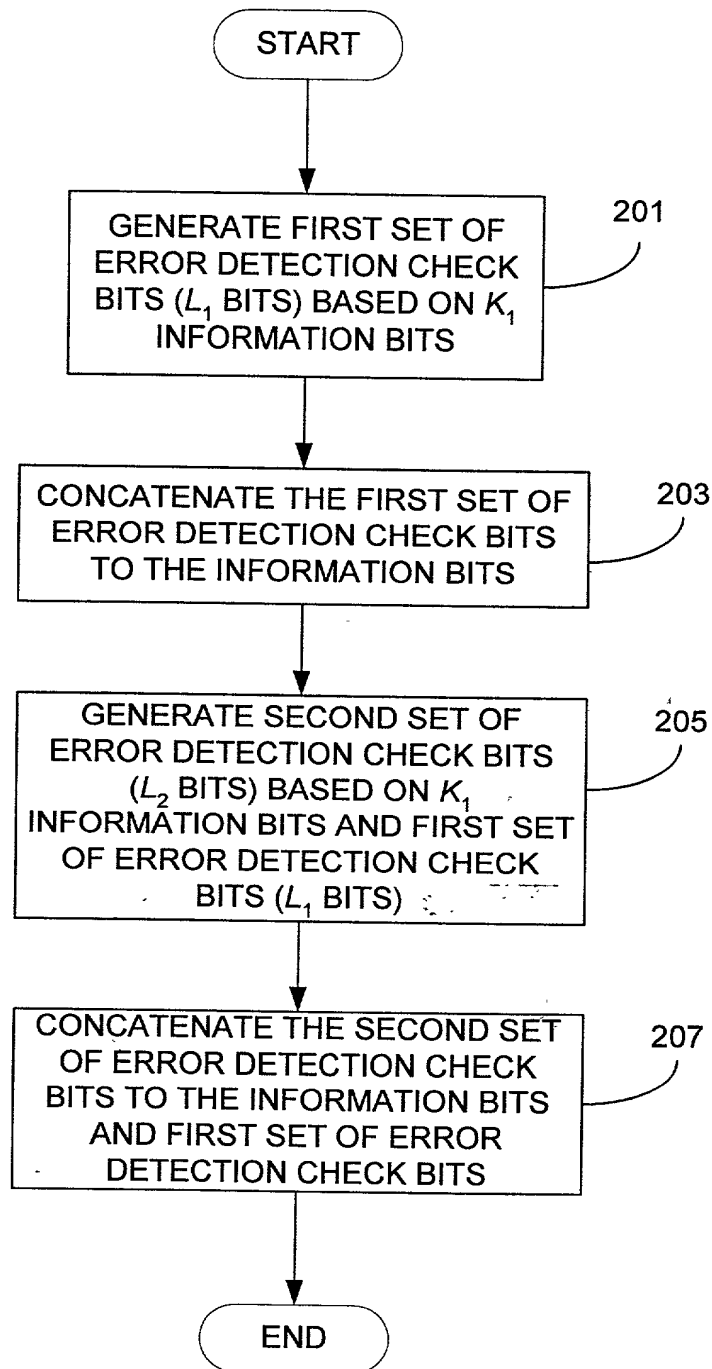 START
GENERATE FIRST SET OF
ERROR DETECTION CHECK
BITS (L₁ BITS) BASED ON K₁
INFORMATION BITS
201
CONCATENATE THE FIRST SET OF
ERROR DETECTION CHECK BITS
TO THE INFORMATION BITS
203
GENERATE SECOND SET OF
ERROR DETECTION CHECK BITS
(L₂ BITS) BASED ON K₁
INFORMATION BITS AND FIRST SET
OF ERROR DETECTION CHECK
BITS (L₁ BITS)
205
CONCATENATE THE SECOND SET
OF ERROR DETECTION CHECK
BITS TO THE INFORMATION BITS
AND FIRST SET OF ERROR
DETECTION CHECK BITS
207
END